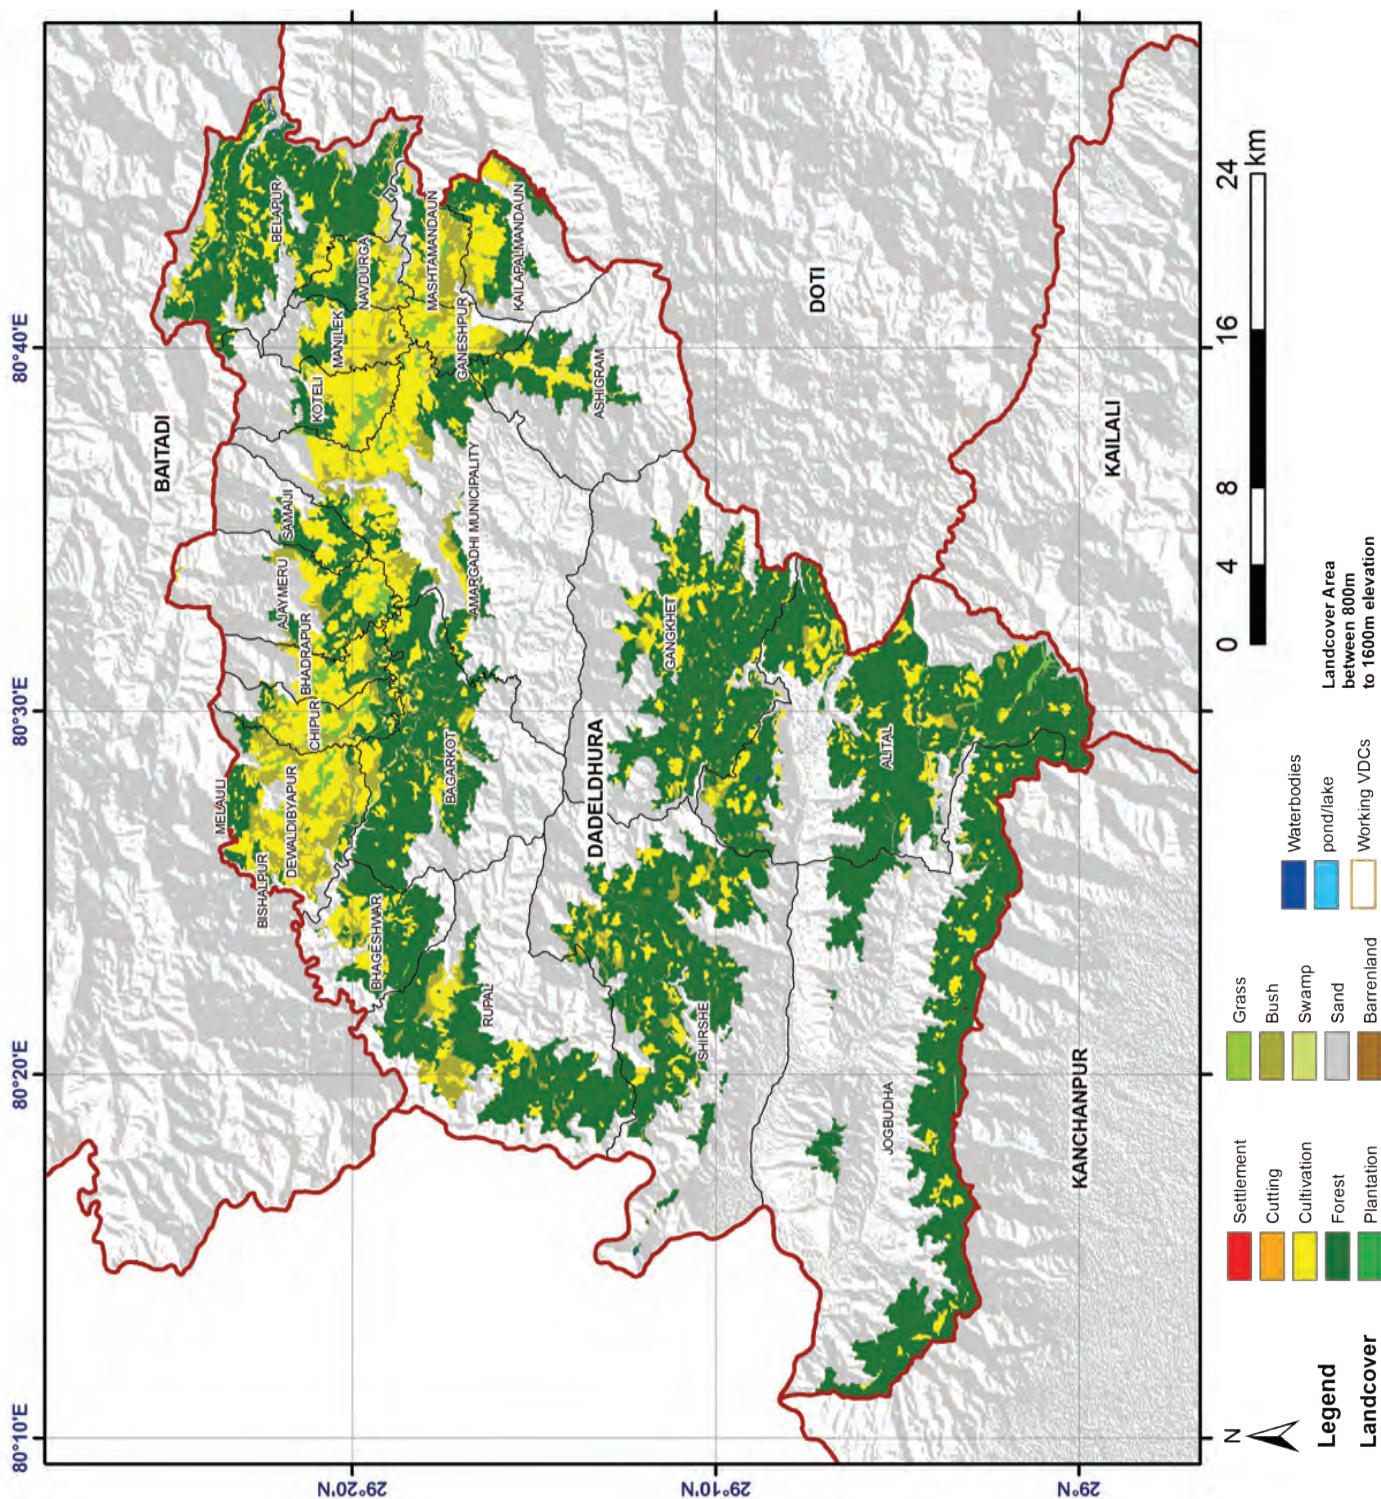 80°10'E
80°20'E
80°30'E
80°40'E
29°20'N
29°10'N
29°N
BAITADI
DOTI
KAILALI
KANCHANPUR
DADELDHURA
BELAPUR
NAVDURGA
MASHTAMANDAUN
KAILAPALMANDAUN
MANILEK
GANESHPUR
KOTELI
ASHIGRAM
SAMAIJI
AJAYMERU
AMARGADHI MUNICIPALITY
BHADRAPUR
CHIPUR
MELAULI
DEWALDIBYAPUR
BISHALPUR
BAGARKOT
BHAGESHWAR
RUPAL
GANGKHET
ALITAL
SHIRSHE
JOGBUDHA
N
0 4 8 16 24
km
Legend
Landcover
Settlement
Cutting
Cultivation
Forest
Plantation
Grass
Bush
Swamp
Sand
Barrenland
Waterbodies
pond/lake
Working VDCs
Landcover Area
between 800m
to 1600m elevation